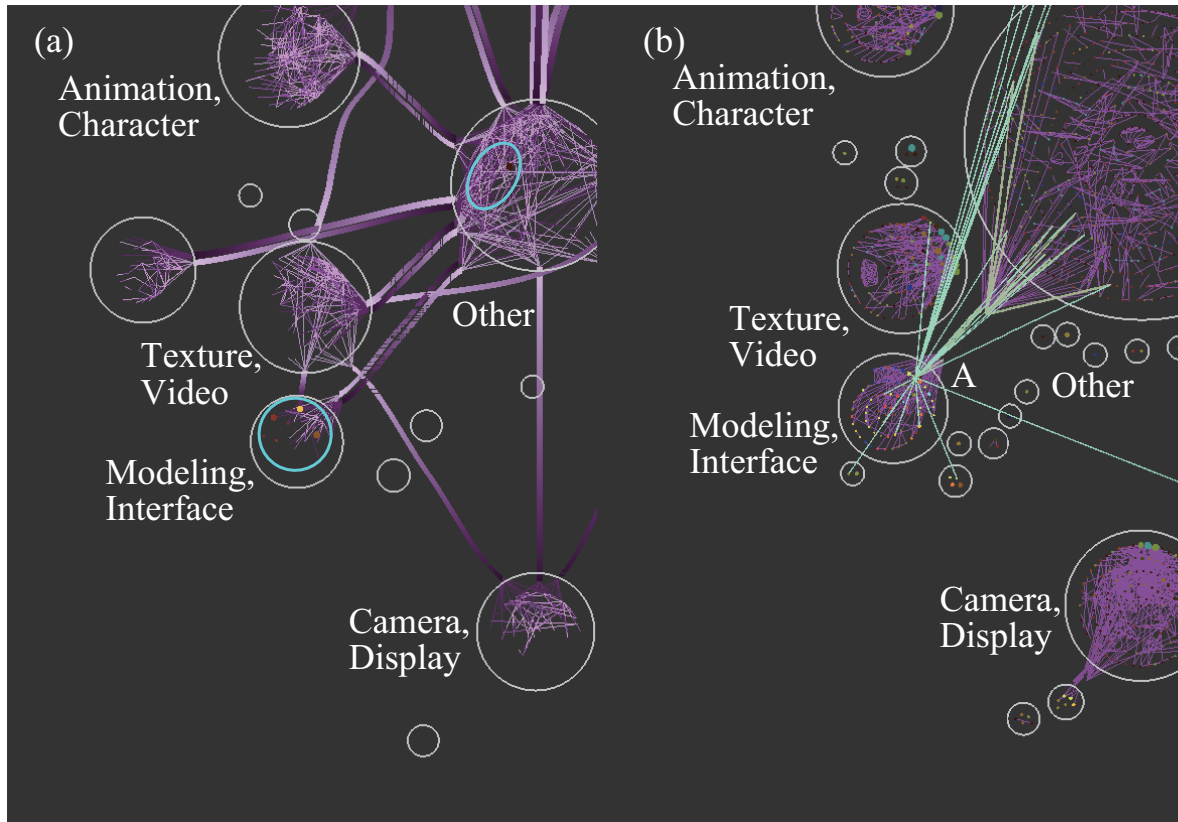 (a)
Animation,
Character
Other
Texture,
Video
Modeling,
Interface
Camera,
Display
(b)
Animation,
Character
Texture,
Video
A
Other
Modeling,
Interface
Camera,
Display